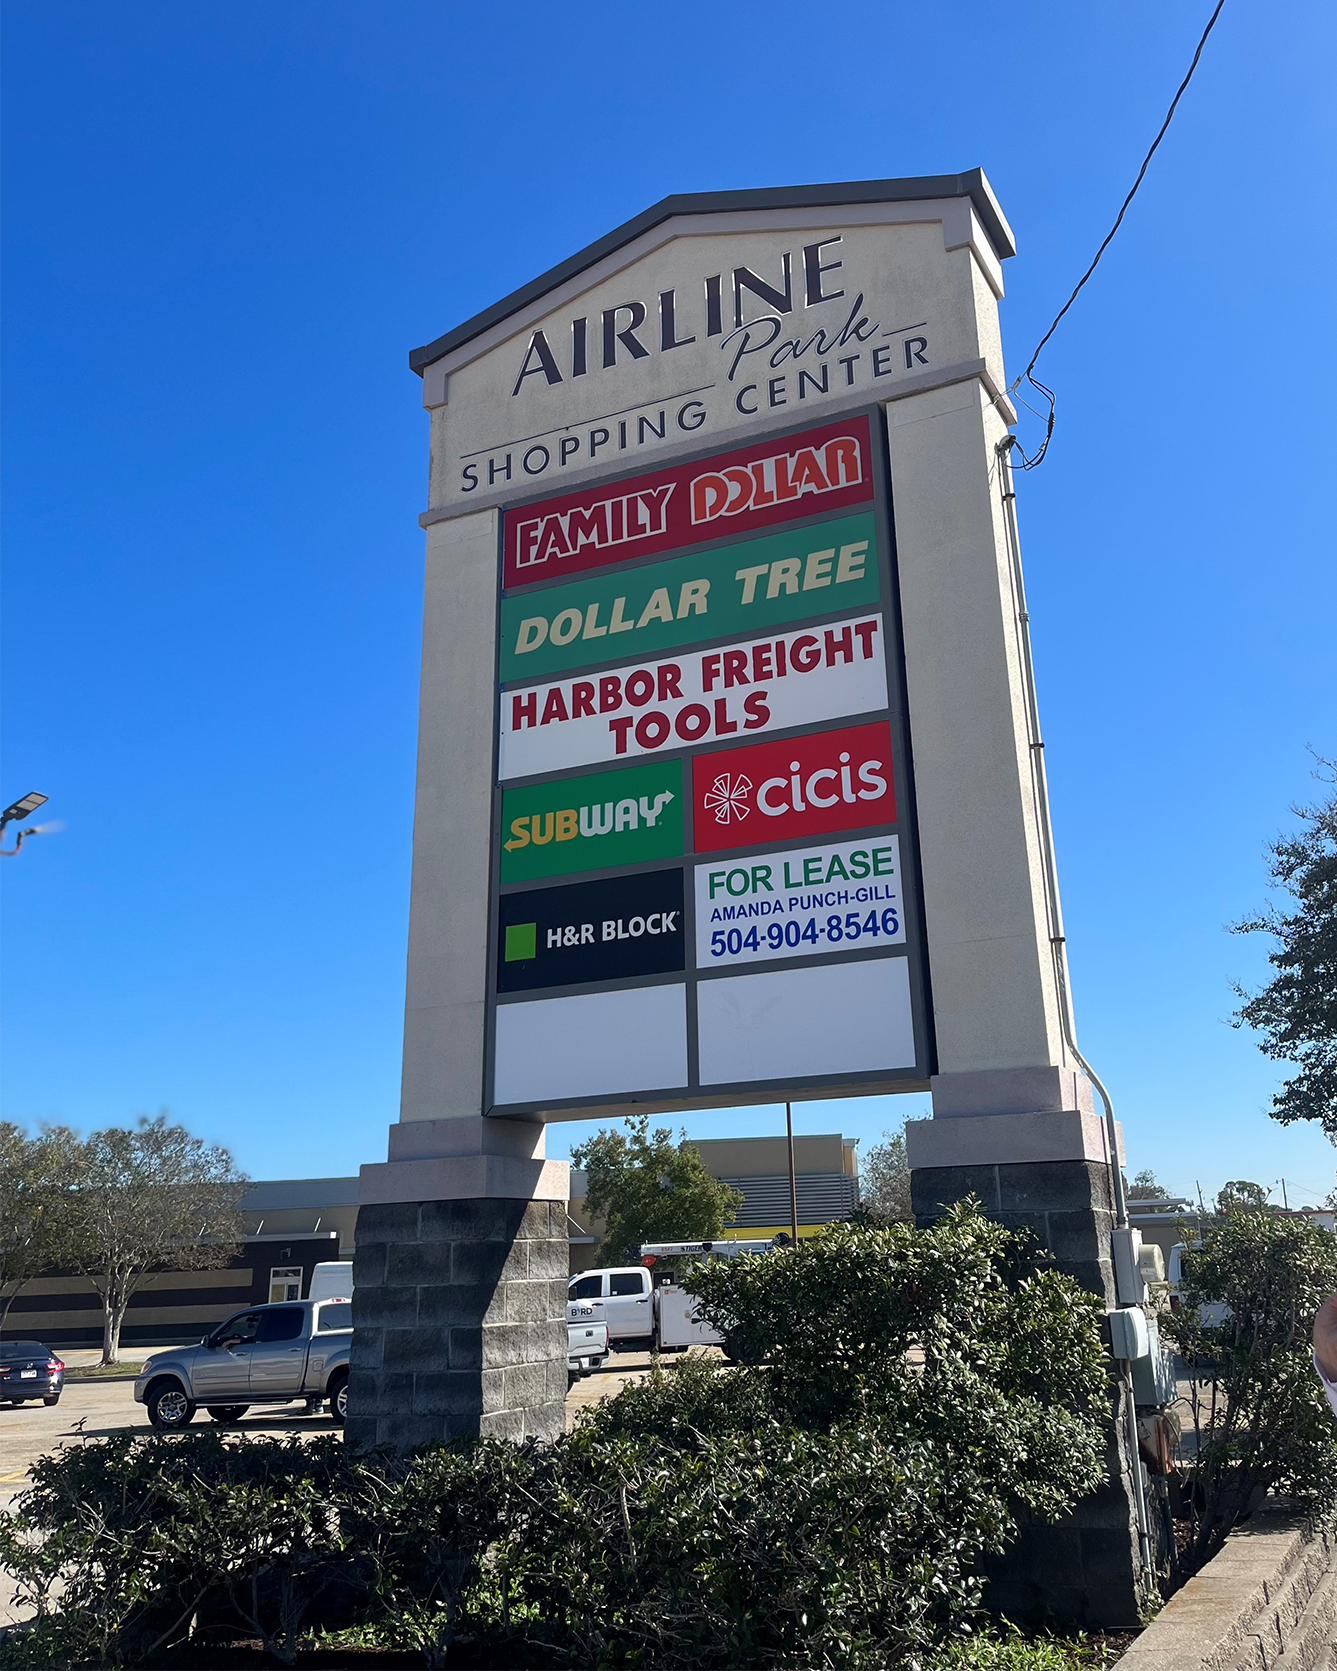 AIRLINE
Park
SHOPPING CENTER
FAMILY DOLLAR
DOLLAR TREE
HARBOR FREIGHT
TOOLS
SUBWAY
cicis
H&R BLOCK
FOR LEASE
AMANDA PUNCH-GILL
504-904-8546